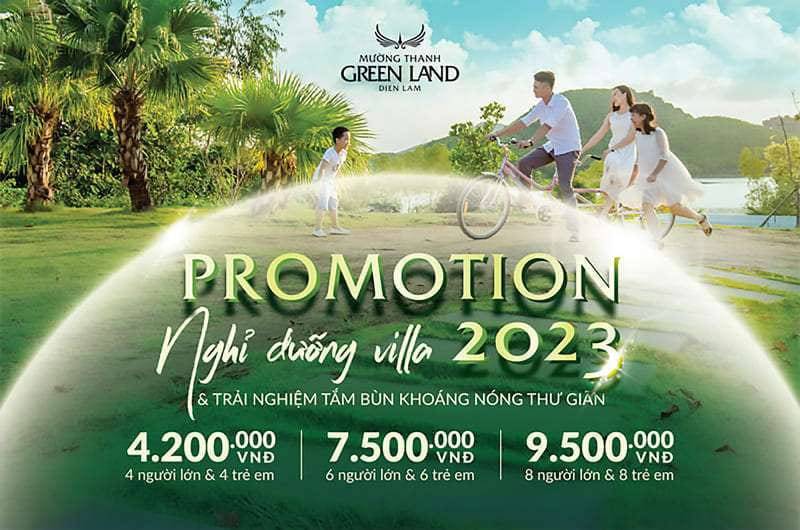 MƯỜNG THANH
GREEN LAND
DIEN LAM
PROMOTION
Nghỉ dưỡng villa 2023
& TRẢI NGHIỆM TẮM BÙN KHOÁNG NÓNG THƯ GIÃN
4.200.000 VNĐ
4 người lớn & 4 trẻ em
7.500.000 VNĐ
6 người lớn & 6 trẻ em
9.500.000 VNĐ
8 người lớn & 8 trẻ em